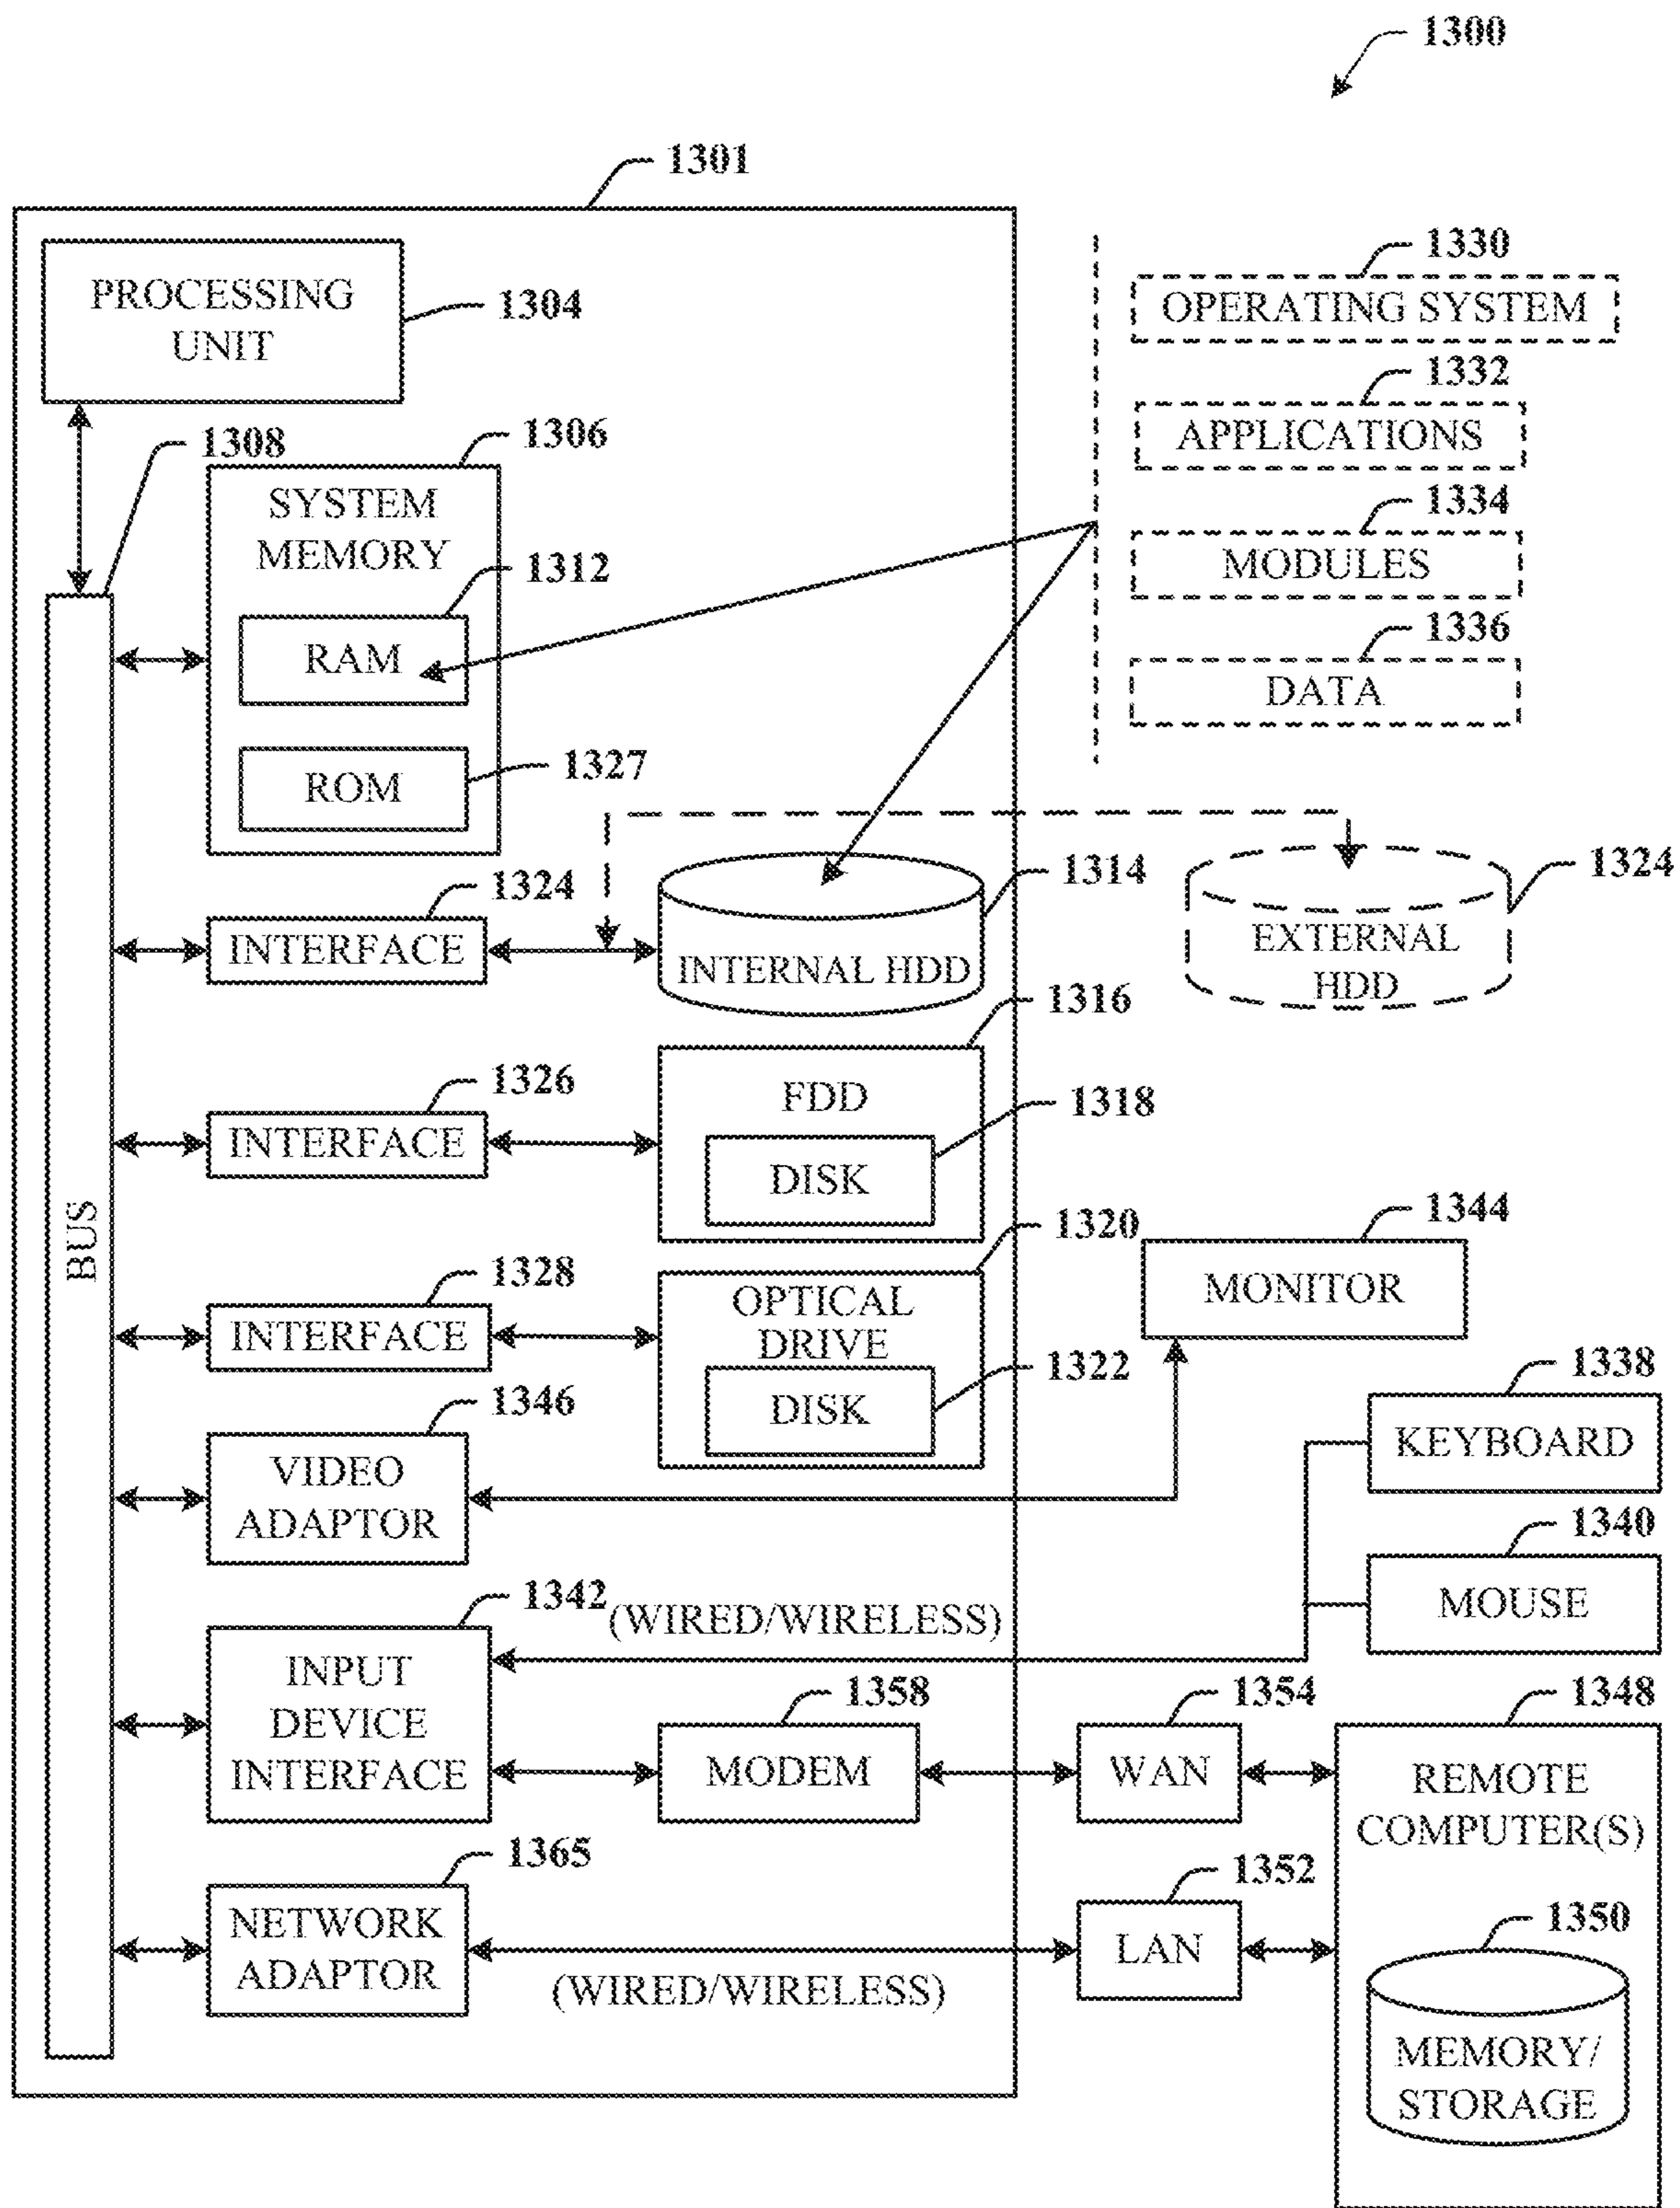 1300
1301
PROCESSING
UNIT
1304
1330
OPERATING SYSTEM
1332
APPLICATIONS
1334
MODULES
1336
DATA
1308
1306
SYSTEM
MEMORY
1312
RAM
1327
ROM
1324
INTERFACE
1314
INTERNAL HDD
1324
EXTERNAL
HDD
1316
FDD
1326
INTERFACE
1318
DISK
BUS
1320
OPTICAL
DRIVE
1328
INTERFACE
1322
DISK
1344
MONITOR
1346
VIDEO
ADAPTOR
1338
KEYBOARD
1340
MOUSE
1342
(WIRED/WIRELESS)
INPUT
DEVICE
INTERFACE
1358
MODEM
1354
WAN
1348
REMOTE
COMPUTER(S)
1365
NETWORK
ADAPTOR
(WIRED/WIRELESS)
1352
LAN
1350
MEMORY/
STORAGE